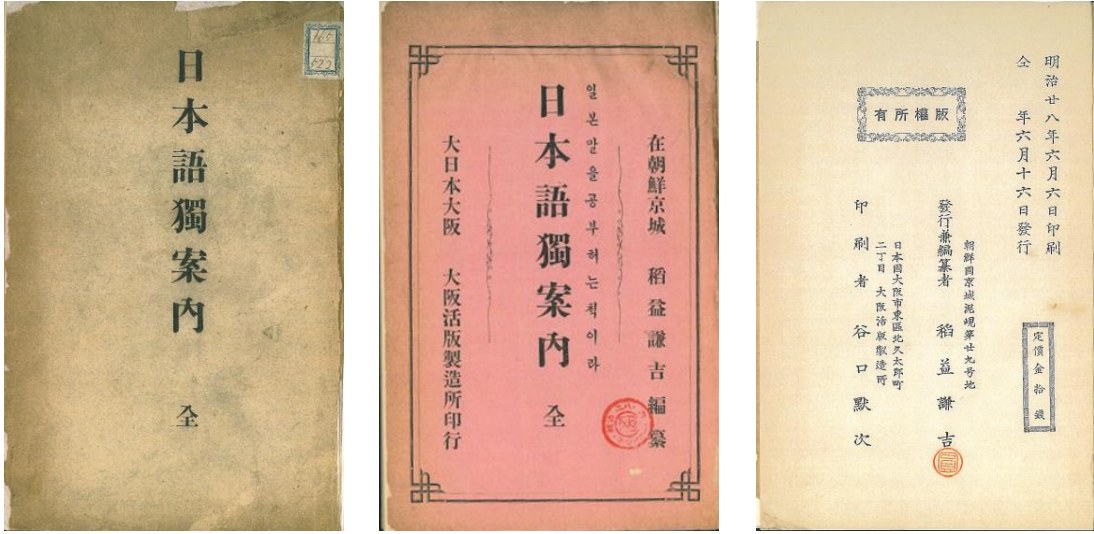 日本語獨案内 全
在朝鮮京城 稻益謙吉編纂
일본말을공부허는칙이라
日本語獨案内 全
大日本大阪 大阪活版製造所印行
明治廿八年六月六日印刷
仝 年六月十六日發行
定價金拾錢
有所權版
朝鮮國京城泥峴第廿九号地
發行兼編纂者 稻益謙吉
日本國大阪市東區北久太郎町
二丁目 大阪活版製造所
印刷者 谷口默次